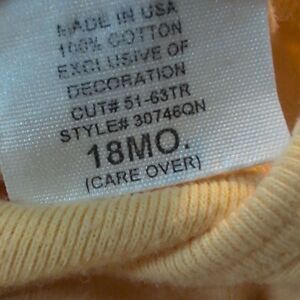 MADE IN USA
100% COTTON
EXCLUSIVE OF
DECORATION
CUT# 51-63TR
STYLE# 30746QN
18MO.
(CARE OVER)